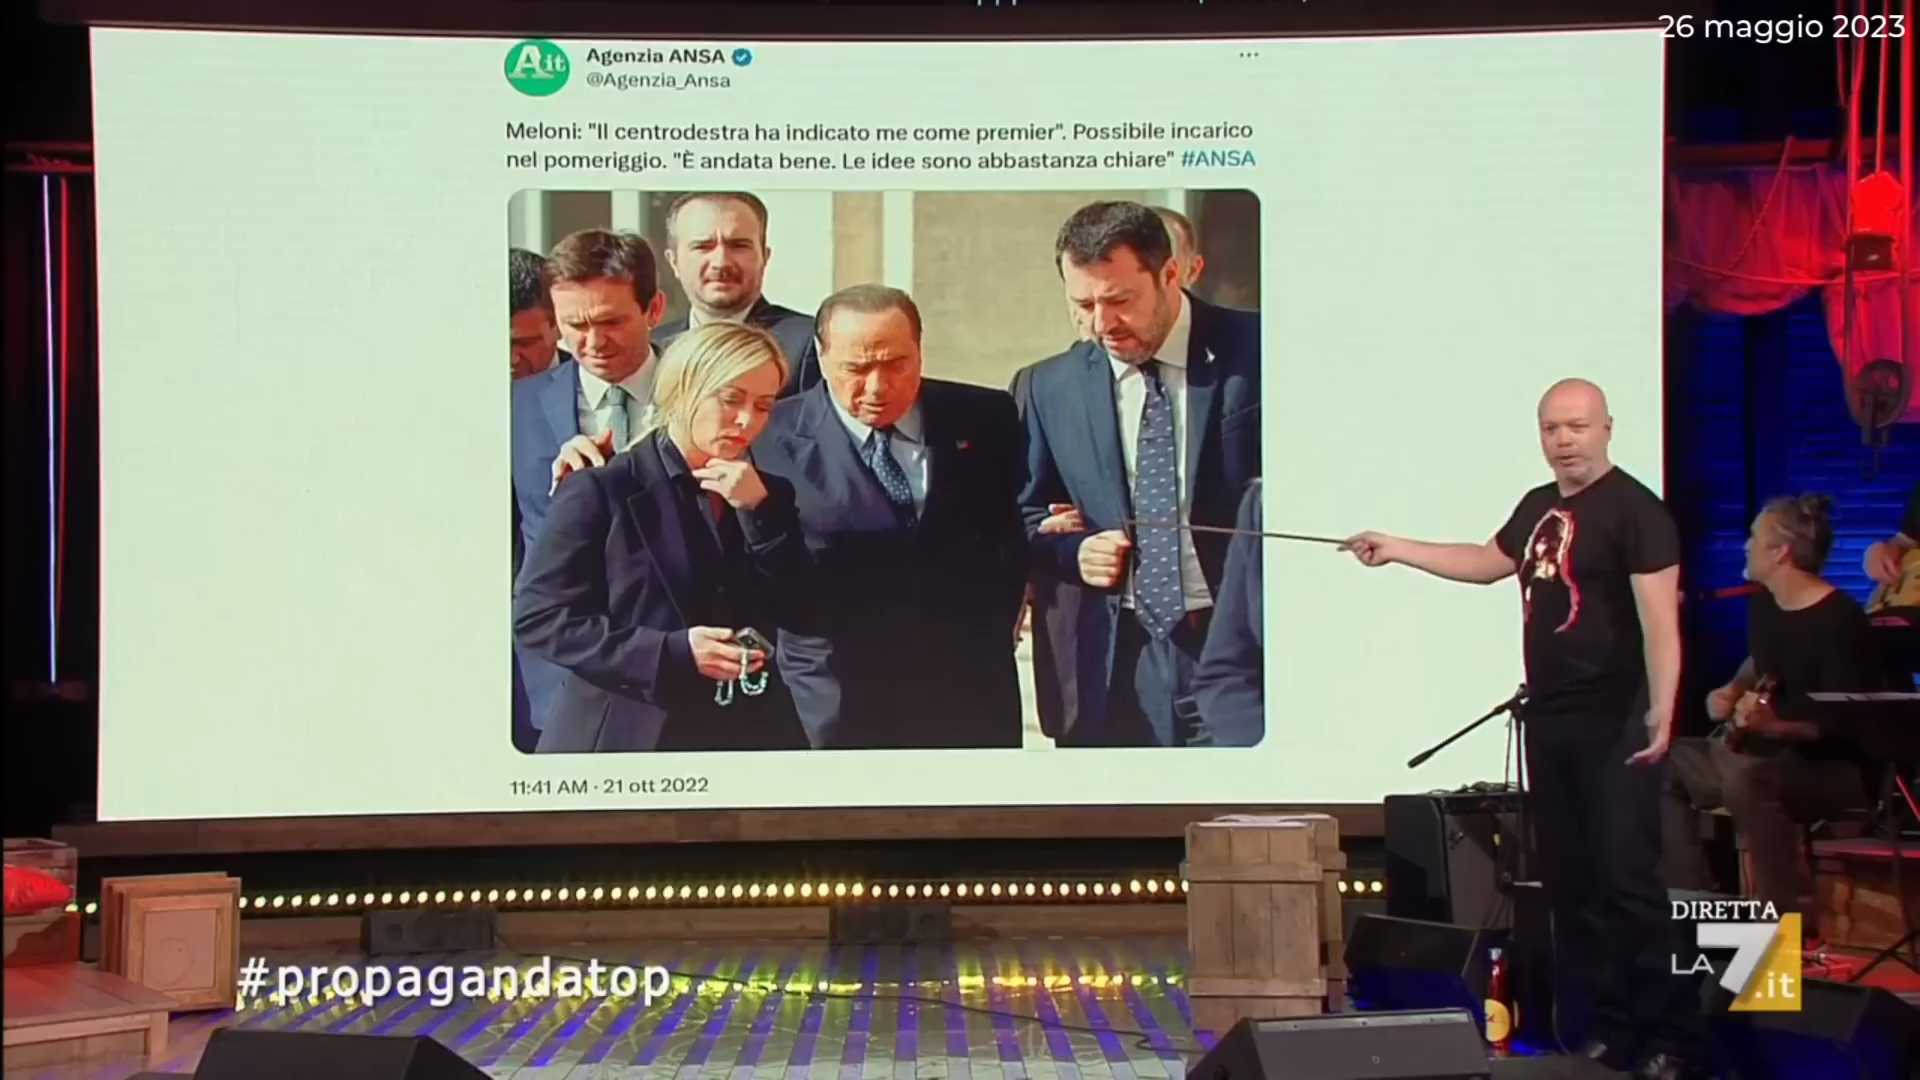 26 maggio 2023
A.it
Agenzia ANSA
@Agenzia_Ansa
Meloni: "Il centrodestra ha indicato me come premier". Possibile incarico
nel pomeriggio. "È andata bene. Le idee sono abbastanza chiare" #ANSA
11:41 AM · 21 ott 2022
#propagandatop
DIRETTA
LA7.it